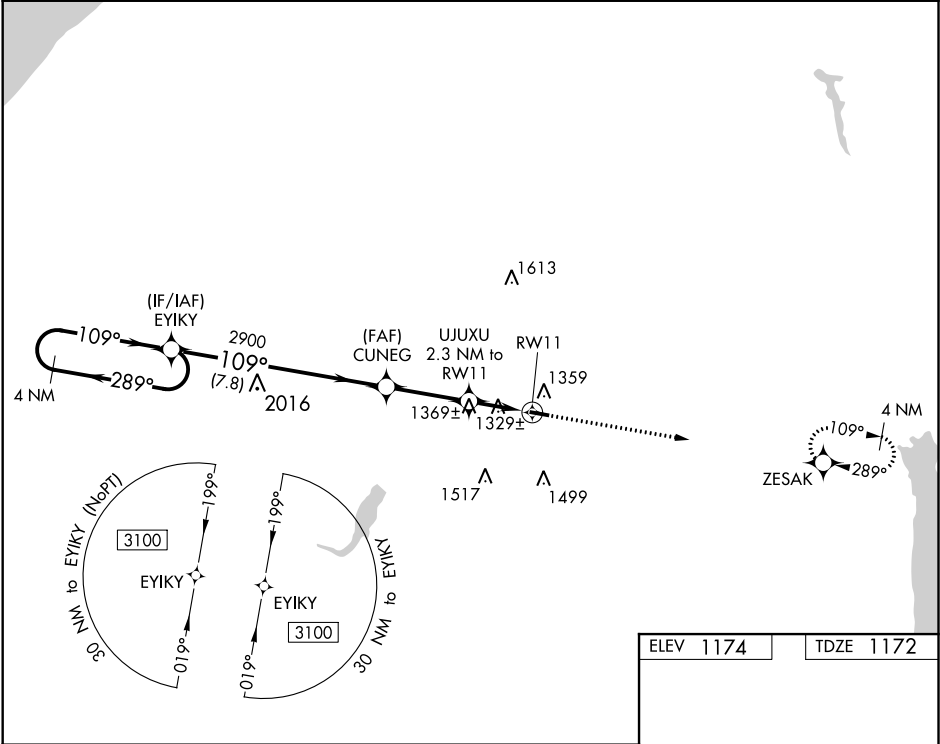 1613
(IF/IAF)
EYIKY
109°
2900
109°
(7.8)
2016
289°
4 NM
(FAF)
CUNEG
UJUXU
2.3 NM to
RW11
RW11
1359
1369±
1329±
1517
1499
4 NM
109°
289°
ZESAK
30 NM to EYIKY (NoPT)
199°
3100
EYIKY
019°
199°
EYIKY
3100
019°
30 NM to EYIKY
ELEV 1174
TDZE 1172